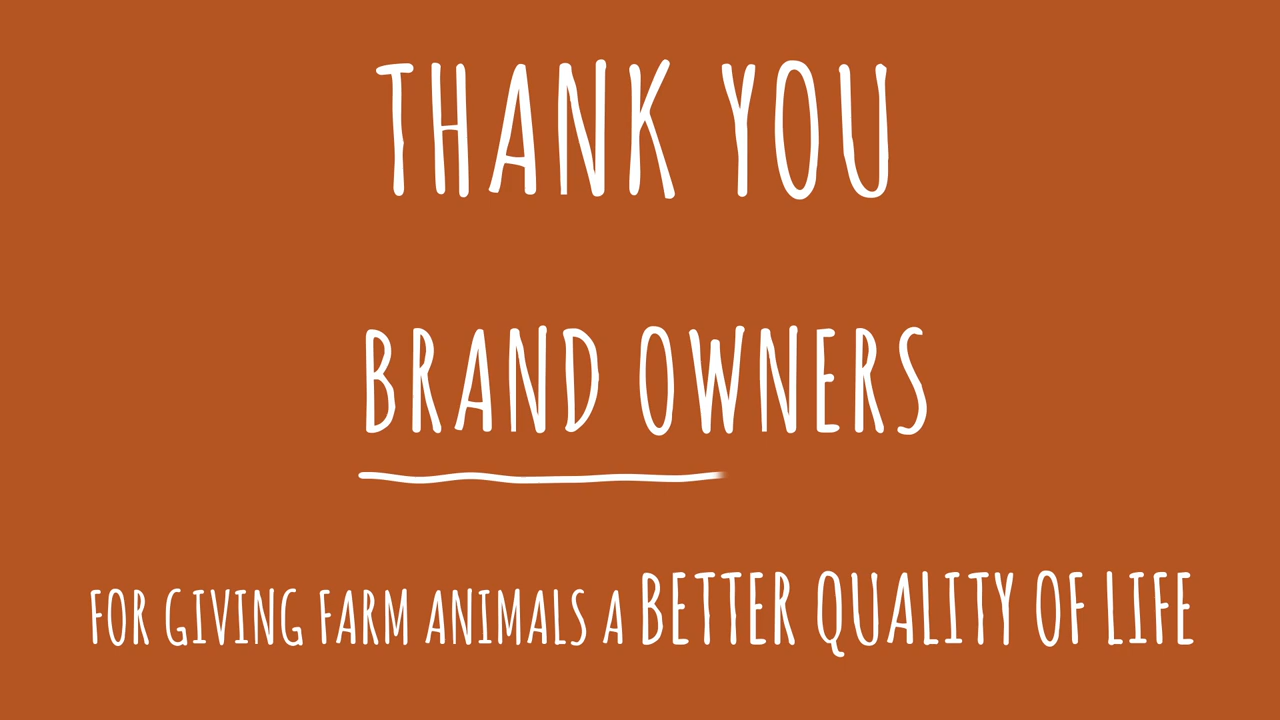 THANK YOU
BRAND OWNERS
FOR GIVING FARM ANIMALS A BETTER QUALITY OF LIFE